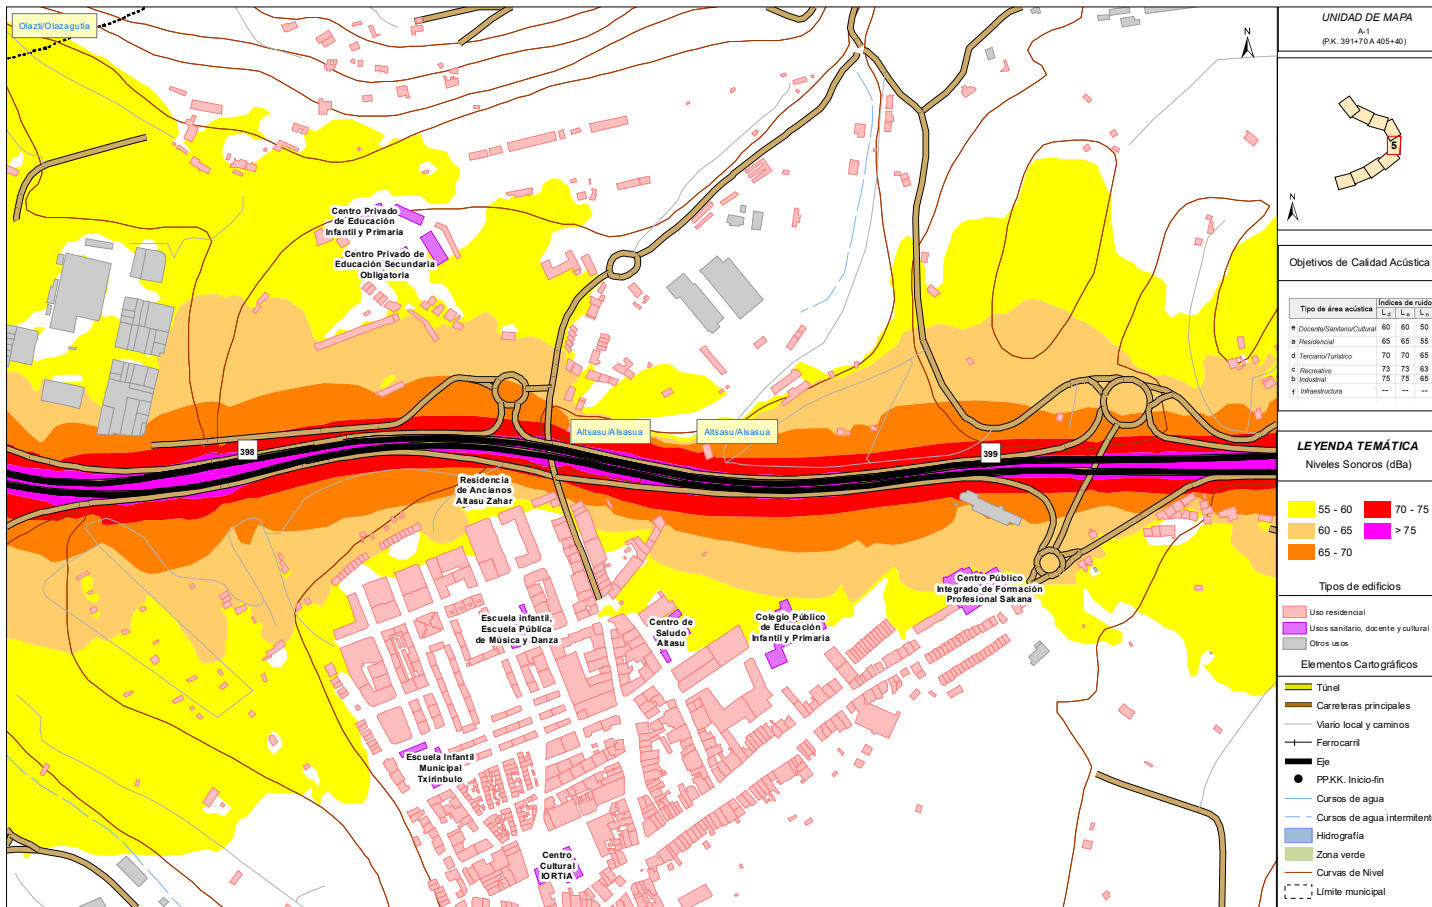 Olazti/Olazagutía
N
Centro Privado
de Educación
Infantil y Primaria
Centro Privado de
Educación Secundaria
Obligatoria
398
Altsasu/Alsasua
Altsasu/Alsasua
399
Residencia
de Ancianos
Altasu Zahar
Escuela infantil,
Escuela Pública
de Música y Danza
Centro de
Saludo
Altasu
Colegio Público
de Educación
Infantil y Primaria
Centro Público
Integrado de Formación
Profesional Sakana
Escuela Infantil
Municipal
Txirinbulo
Centro
Cultural
IORTIA
UNIDAD DE MAPA
A-1
(P.K. 391+70 A 405+40)
5
N
Objetivos de Calidad Acústica
Tipo de área acústica Índices de ruido
Ld Le Ln
e Docente/Sanitario/Cultural 60 60 50
a Residencial 65 65 55
d Terciario/Turístico 70 70 65
c Recreativo 73 73 63
b Industrial 75 75 65
f Infraestructura -- -- --
LEYENDA TEMÁTICA
Niveles Sonoros (dBa)
55 - 60 70 - 75
60 - 65 > 75
65 - 70
Tipos de edificios
Uso residencial
Usos sanitario, docente y cultural
Otros usos
Elementos Cartográficos
Túnel
Carreteras principales
Viario local y caminos
Ferrocarril
Eje
PP.KK. Inicio-fin
Cursos de agua
Cursos de agua intermitente
Hidrografía
Zona verde
Curvas de Nivel
Límite municipal